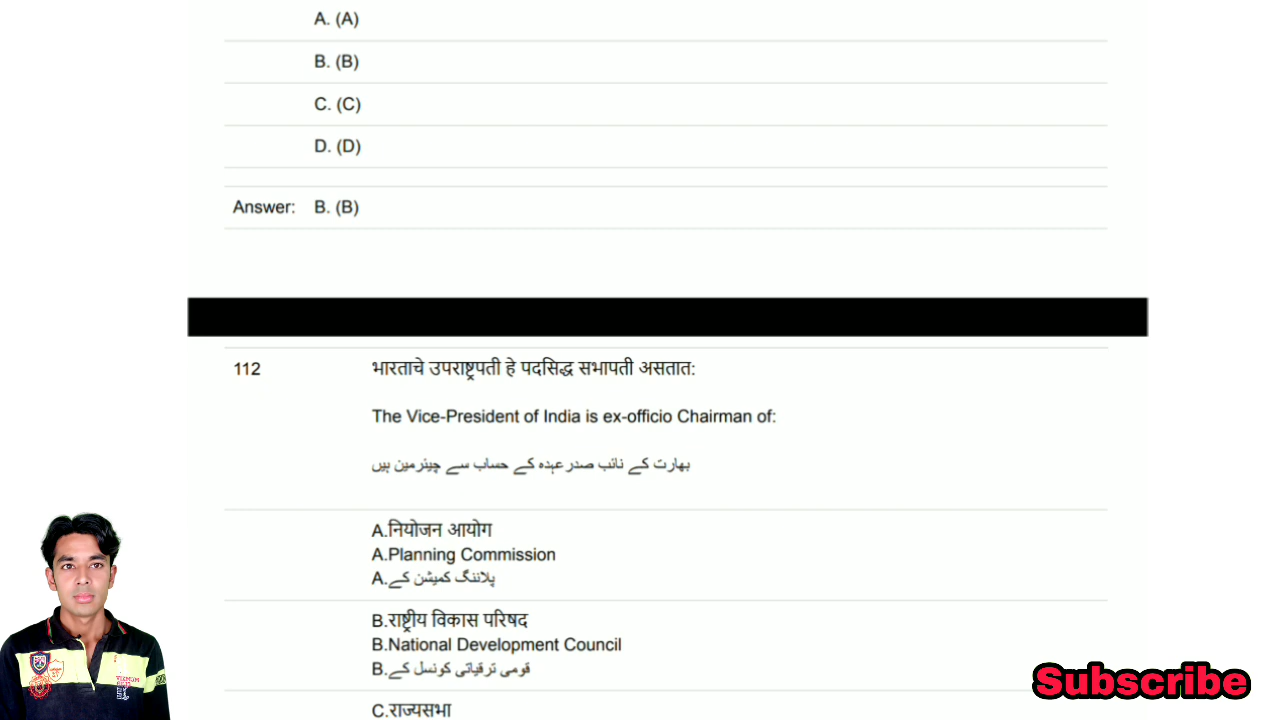 A. (A)
B. (B)
C. (C)
D. (D)
Answer: B. (B)
112 भारताचे उपराष्ट्रपती हे पदसिद्ध सभापती असतात:
The Vice-President of India is ex-officio Chairman of:
بھارت کے نائب صدر عہدہ کے حساب سے چیئرمین ہیں
A.नियोजन आयोग
A.Planning Commission
A.پلاننگ کمیشن کے
B.राष्ट्रीय विकास परिषद
B.National Development Council
B.قومی ترقیاتی کونسل کے
C.राज्यसभा
Subscribe